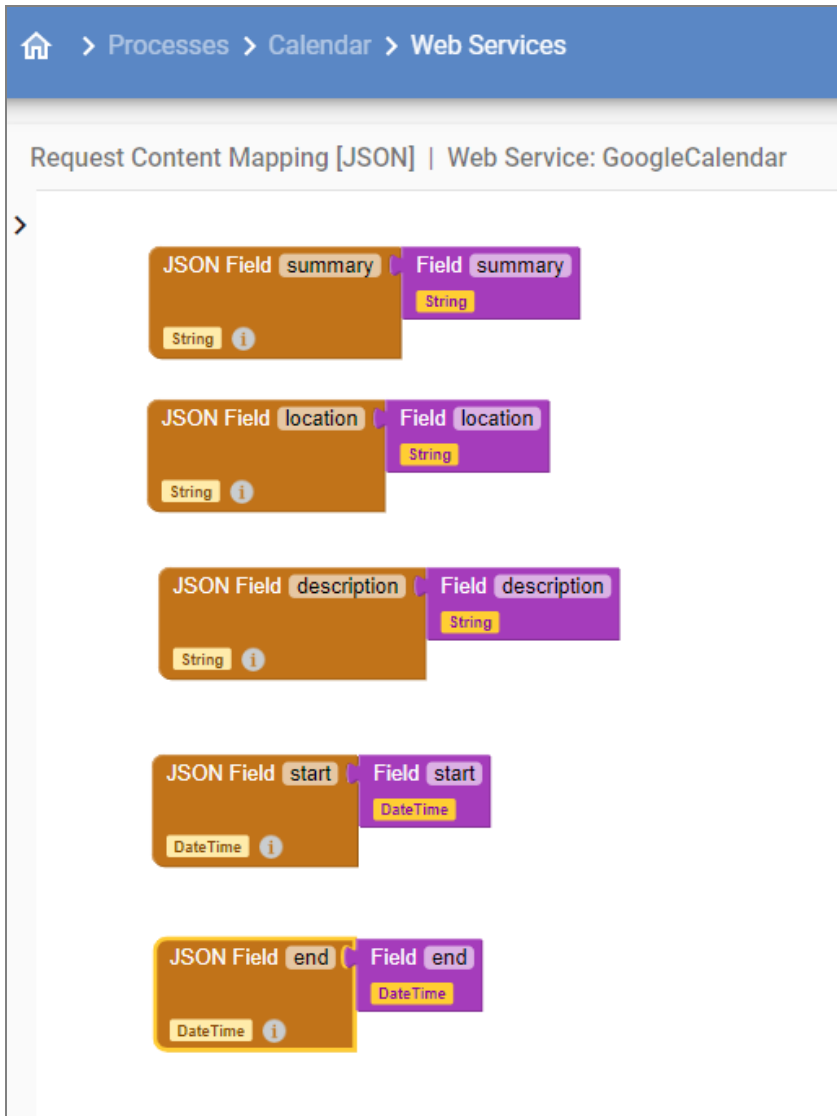 Processes > Calendar > Web Services
Request Content Mapping [JSON] | Web Service: GoogleCalendar
JSON Field summary Field summary
String
String i
JSON Field location Field location
String
String i
JSON Field description Field description
String
String i
JSON Field start Field start
DateTime
DateTime i
JSON Field end Field end
DateTime
DateTime i